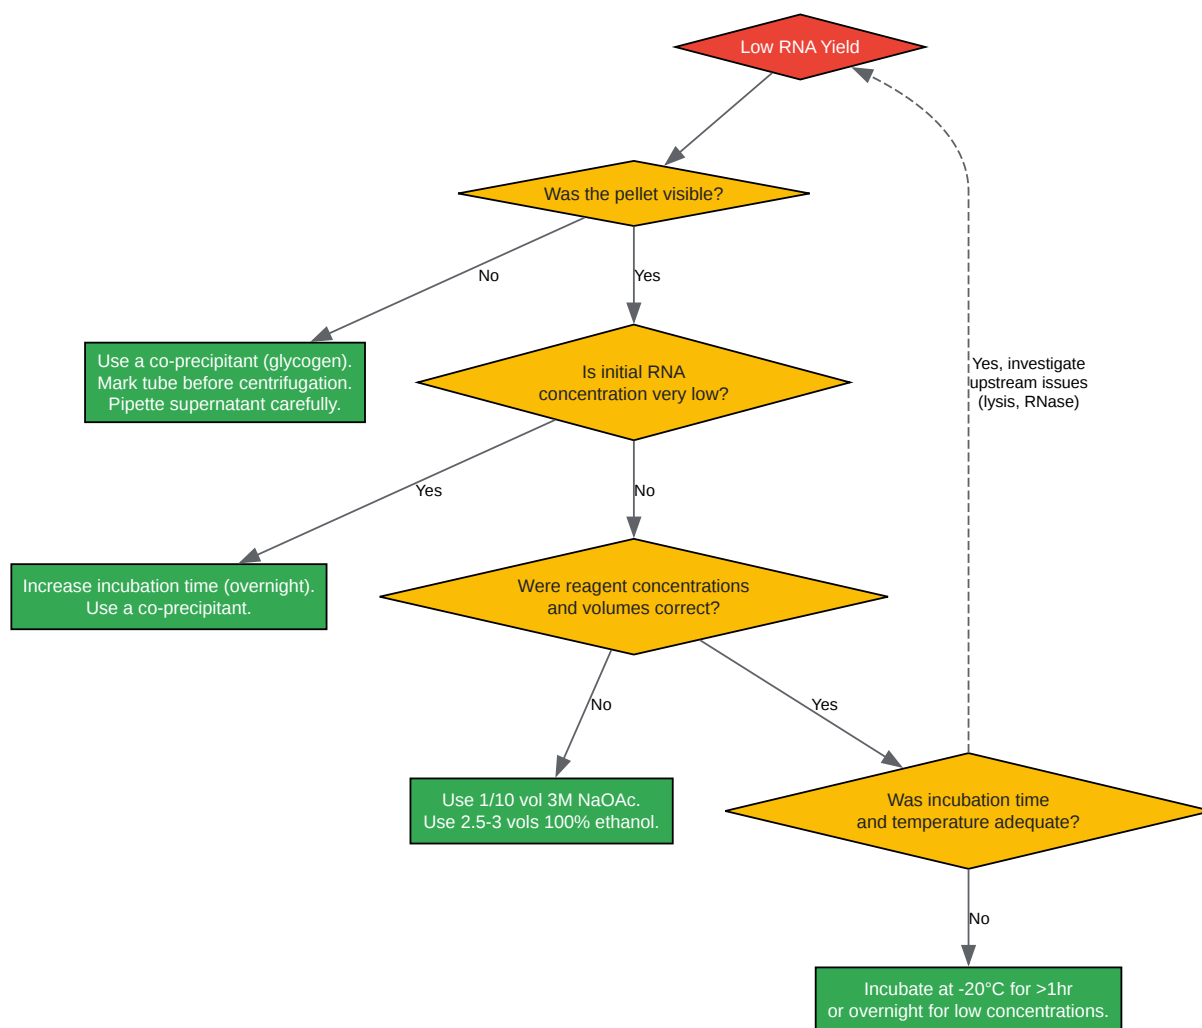 Low RNA Yield
Was the pellet visible?
No
Yes
Use a co-precipitant (glycogen).
Mark tube before centrifugation.
Pipette supernatant carefully.
Is initial RNA
concentration very low?
Yes, investigate
upstream issues
(lysis, RNase)
Yes
No
Increase incubation time (overnight).
Use a co-precipitant.
Were reagent concentrations
and volumes correct?
No
Yes
Use 1/10 vol 3M NaOAc.
Use 2.5-3 vols 100% ethanol.
Was incubation time
and temperature adequate?
No
Incubate at -20°C for >1hr
or overnight for low concentrations.